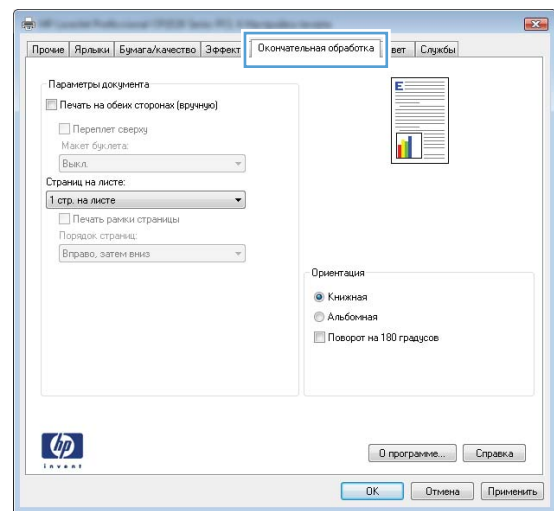 Прочие Ярлыки Бумага/качество Эффект Окончательная обработка вет Службы
Параметры документа
Печать на обеих сторонах (вручную)
Переплет сверху
Макет буклета:
Выкл.
Страниц на листе:
1 стр. на листе
Печать рамки страницы
Порядок страниц:
Вправо, затем вниз
E
Ориентация
Книжная
Альбомная
Поворот на 180 градусов
hp
invent
О программе... Справка
OK Отмена Применить